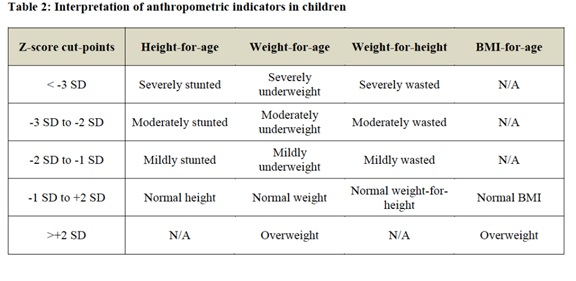 Table 2: Interpretation of anthropometric indicators in children
Z-score cut-points Height-for-age Weight-for-age Weight-for-height BMI-for-age
< -3 SD Severely stunted Severely underweight Severely wasted N/A
-3 SD to -2 SD Moderately stunted Moderately underweight Moderately wasted N/A
-2 SD to -1 SD Mildly stunted Mildly underweight Mildly wasted N/A
-1 SD to +2 SD Normal height Normal weight Normal weight-for-height Normal BMI
>+2 SD N/A Overweight N/A Overweight